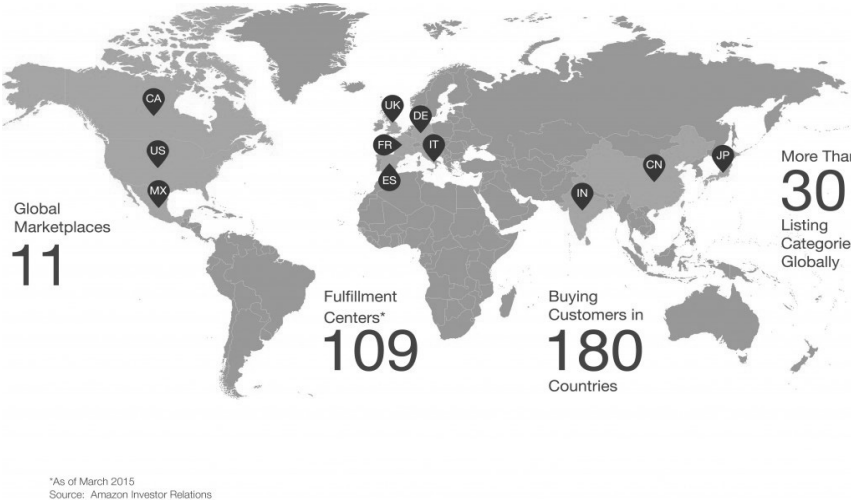 CA
US
MX
UK
DE
FR
IT
ES
IN
CN
JP
Global
Marketplaces
11
Fulfillment
Centers*
109
Buying
Customers in
180
Countries
More Than
30
Listing
Categorie
Globally
*As of March 2015
Source: Amazon Investor Relations